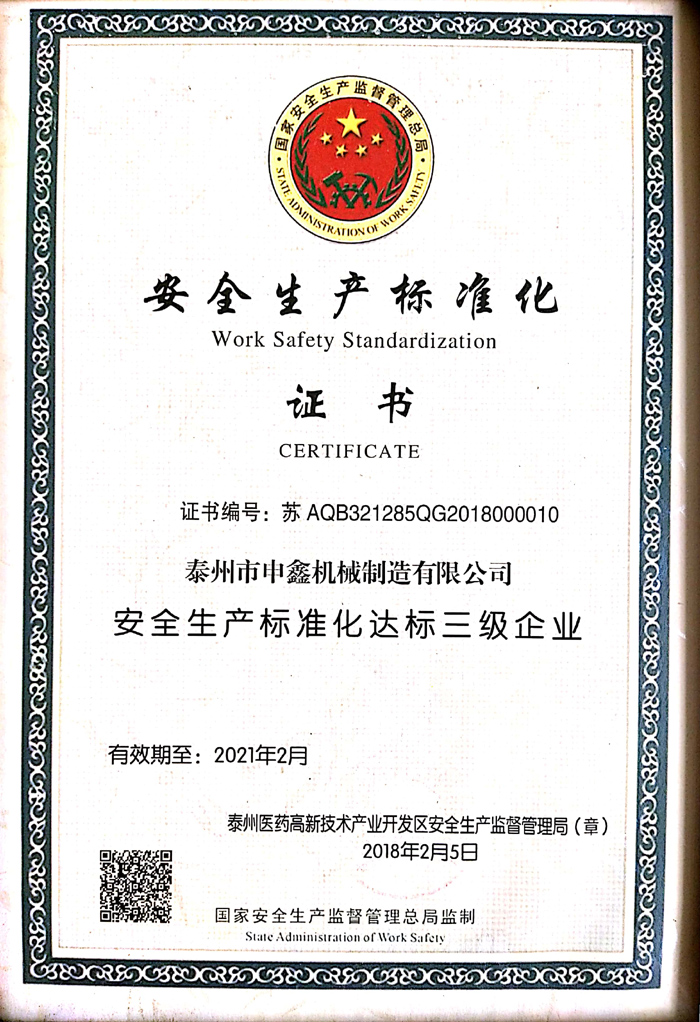 国家安全生产监督管理总局
STATE ADMINISTRATION OF WORK SAFETY
安全生产标准化
Work Safety Standardization
证书
CERTIFICATE
证书编号：苏 AQB321285QG2018000010
泰州市申鑫机械制造有限公司
安全生产标准化达标三级企业
有效期至：2021年2月
泰州医药高新技术产业开发区安全生产监督管理局（章）
2018年2月5日
国家安全生产监督管理总局监制
State Administration of Work Safety